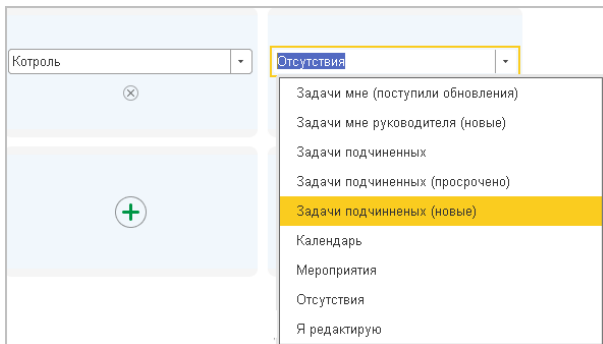 Котроль
Отсутствия
Задачи мне (поступили обновления)
Задачи мне руководителя (новые)
Задачи подчиненных
Задачи подчиненных (просрочено)
Задачи подчинненых (новые)
Календарь
Мероприятия
Отсутствия
Я редактирую